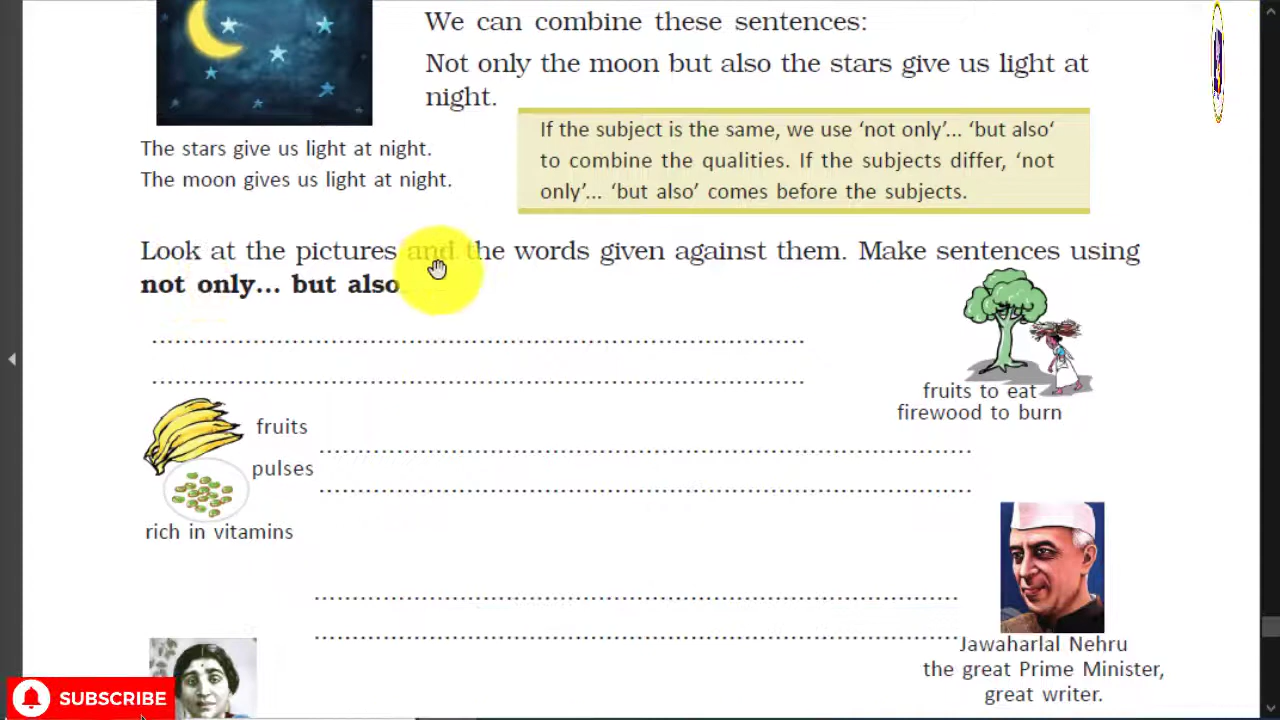 We can combine these sentences:
Not only the moon but also the stars give us light at
night.
The stars give us light at night.
The moon gives us light at night.
If the subject is the same, we use ‘not only’... ‘but also‘
to combine the qualities. If the subjects differ, ‘not
only’... ‘but also’ comes before the subjects.
Look at the pictures and the words given against them. Make sentences using
not only... but also
fruits to eat
firewood to burn
fruits
pulses
rich in vitamins
Jawaharlal Nehru
the great Prime Minister,
great writer.
SUBSCRIBE